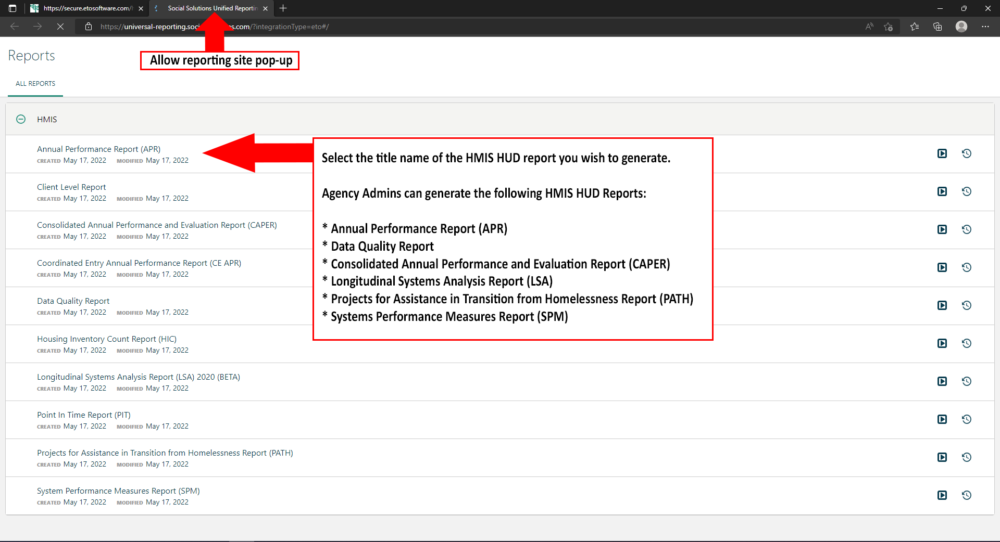 https://secure.etosoftware.com/
Social Solutions Unified Reportin
https://universal-reporting.soci s.com/?integrationType=eto#/
Allow reporting site pop-up
Reports
ALL REPORTS
HMIS
Annual Performance Report (APR)
CREATED May 17, 2022 MODIFIED May 17, 2022
Select the title name of the HMIS HUD report you wish to generate.
Agency Admins can generate the following HMIS HUD Reports:
* Annual Performance Report (APR)
* Data Quality Report
* Consolidated Annual Performance and Evaluation Report (CAPER)
* Longitudinal Systems Analysis Report (LSA)
* Projects for Assistance in Transition from Homelessness Report (PATH)
* Systems Performance Measures Report (SPM)
Client Level Report
CREATED May 17, 2022 MODIFIED May 17, 2022
Consolidated Annual Performance and Evaluation Report (CAPER)
CREATED May 17, 2022 MODIFIED May 17, 2022
Coordinated Entry Annual Performance Report (CE APR)
CREATED May 17, 2022 MODIFIED May 17, 2022
Data Quality Report
CREATED May 17, 2022 MODIFIED May 17, 2022
Housing Inventory Count Report (HIC)
CREATED May 17, 2022 MODIFIED May 17, 2022
Longitudinal Systems Analysis Report (LSA) 2020 (BETA)
CREATED May 17, 2022 MODIFIED May 17, 2022
Point In Time Report (PIT)
CREATED May 17, 2022 MODIFIED May 17, 2022
Projects for Assistance in Transition from Homelessness Report (PATH)
CREATED May 17, 2022 MODIFIED May 17, 2022
System Performance Measures Report (SPM)
CREATED May 17, 2022 MODIFIED May 17, 2022